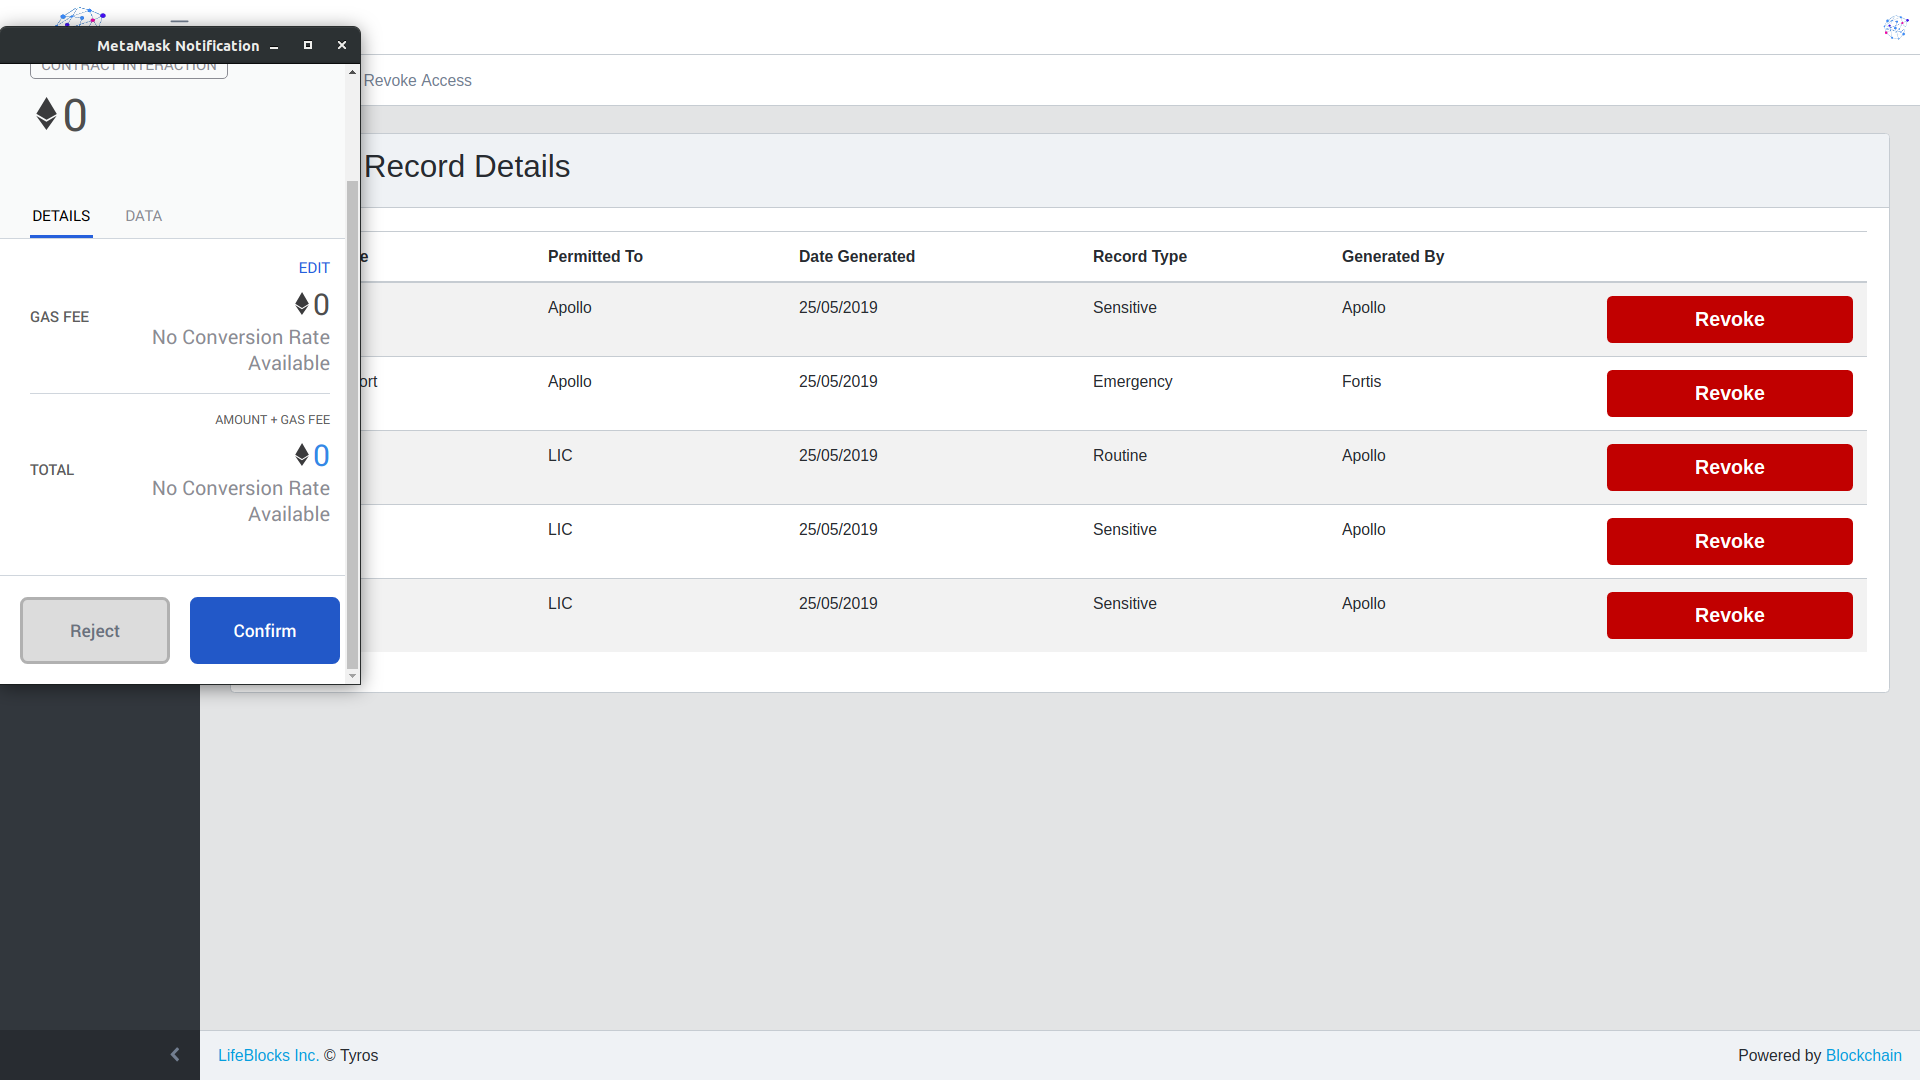 MetaMask Notification
CONTRACT INTERACTION
0
DETAILS DATA
EDIT
GAS FEE
0
No Conversion Rate
Available
AMOUNT + GAS FEE
TOTAL
0
No Conversion Rate
Available
Reject Confirm
Revoke Access
Record Details
e Permitted To Date Generated Record Type Generated By
Apollo 25/05/2019 Sensitive Apollo Revoke
ort Apollo 25/05/2019 Emergency Fortis Revoke
LIC 25/05/2019 Routine Apollo Revoke
LIC 25/05/2019 Sensitive Apollo Revoke
LIC 25/05/2019 Sensitive Apollo Revoke
LifeBlocks Inc. © Tyros Powered by Blockchain